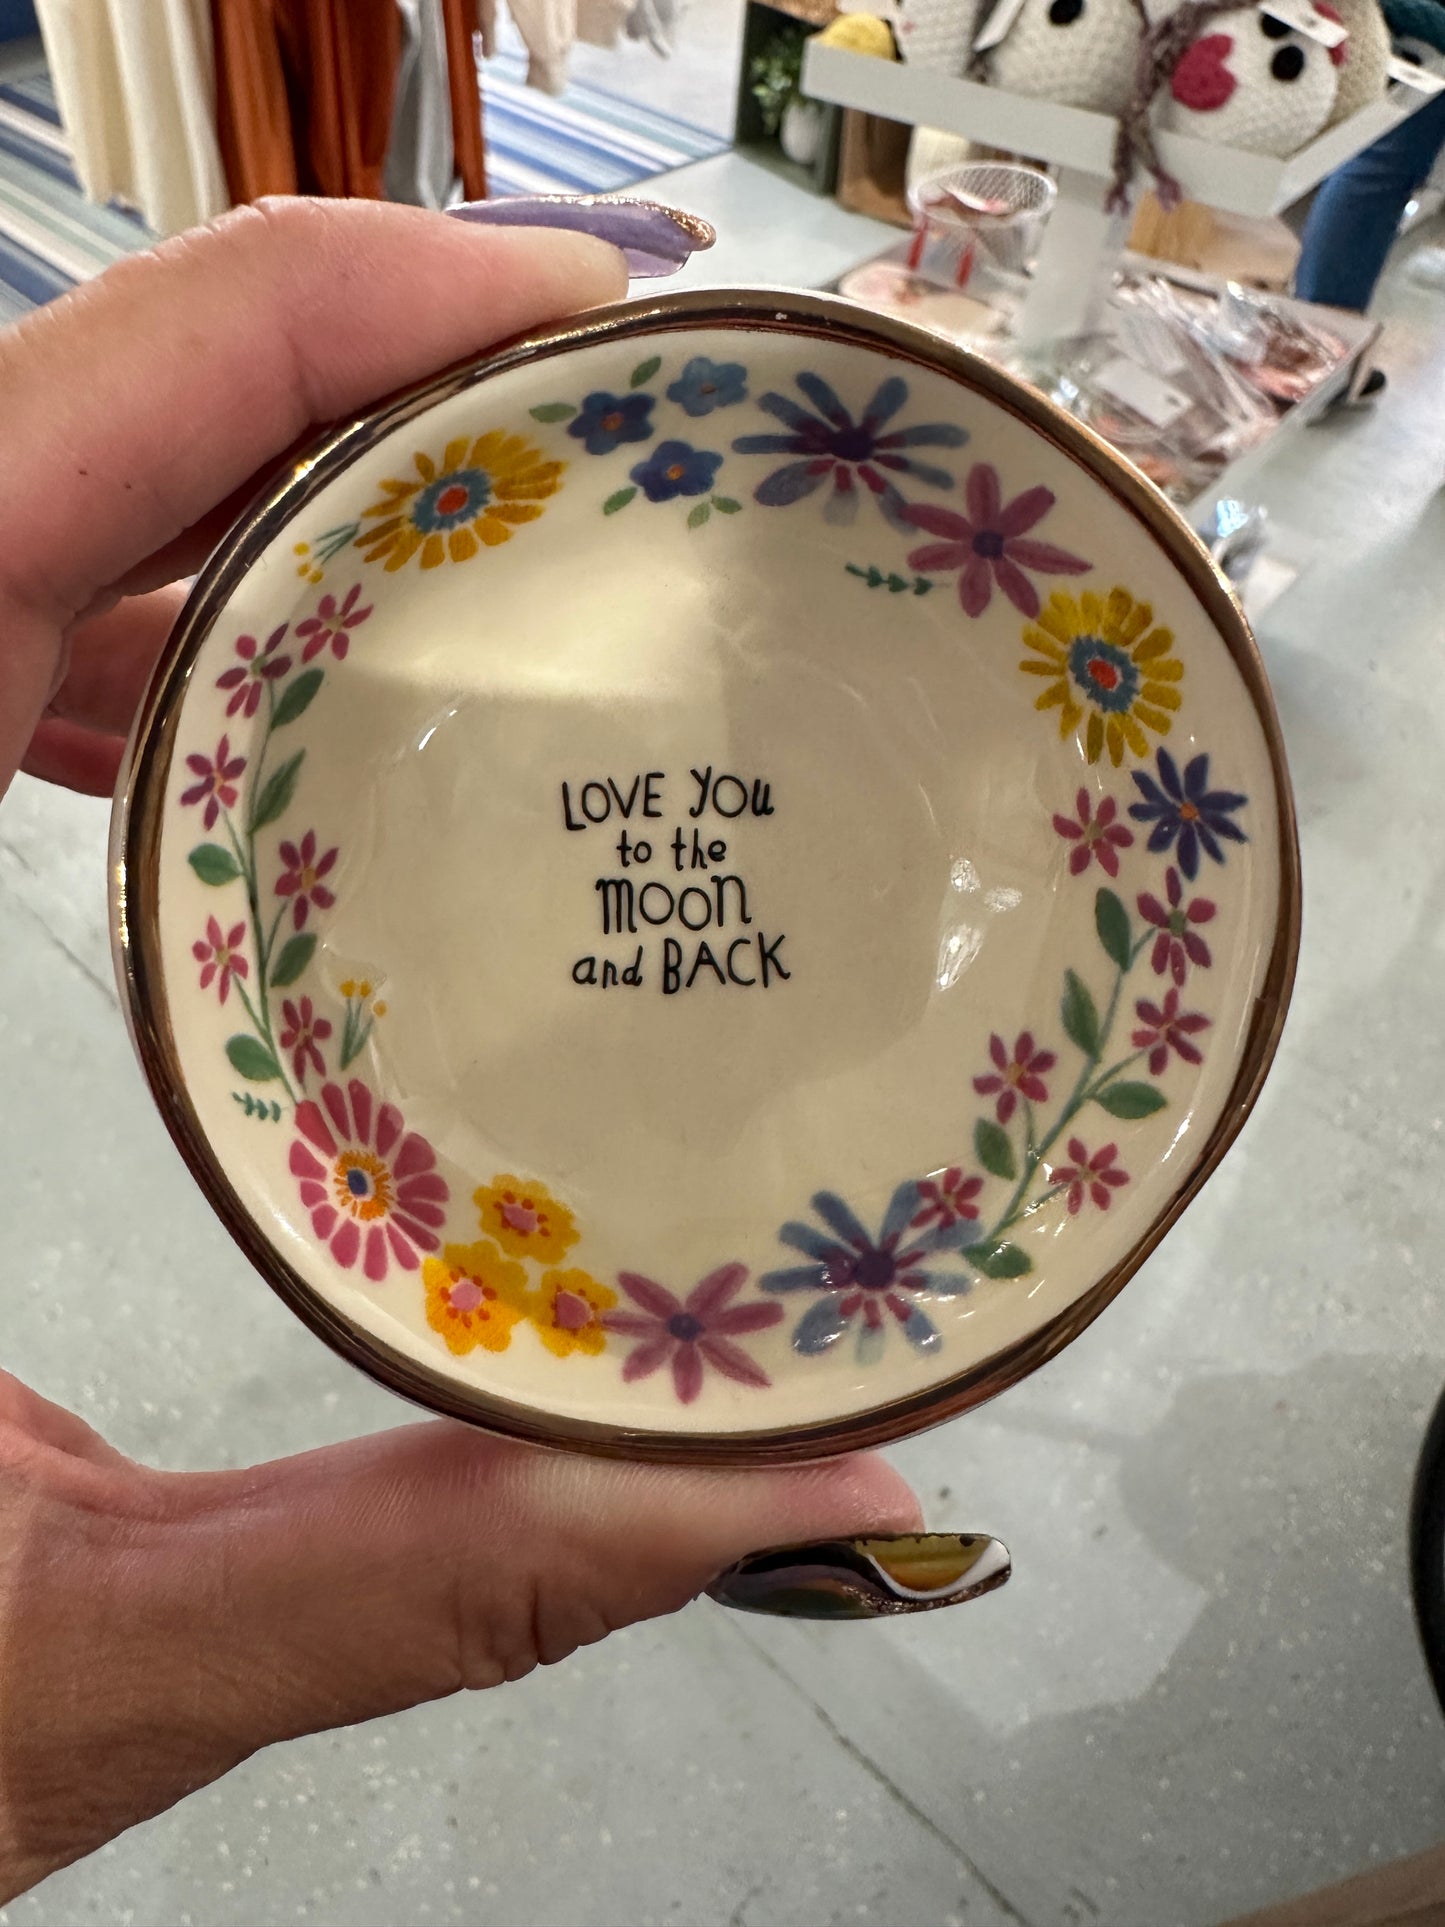 LOVE YOU
to the
moon
and BACK